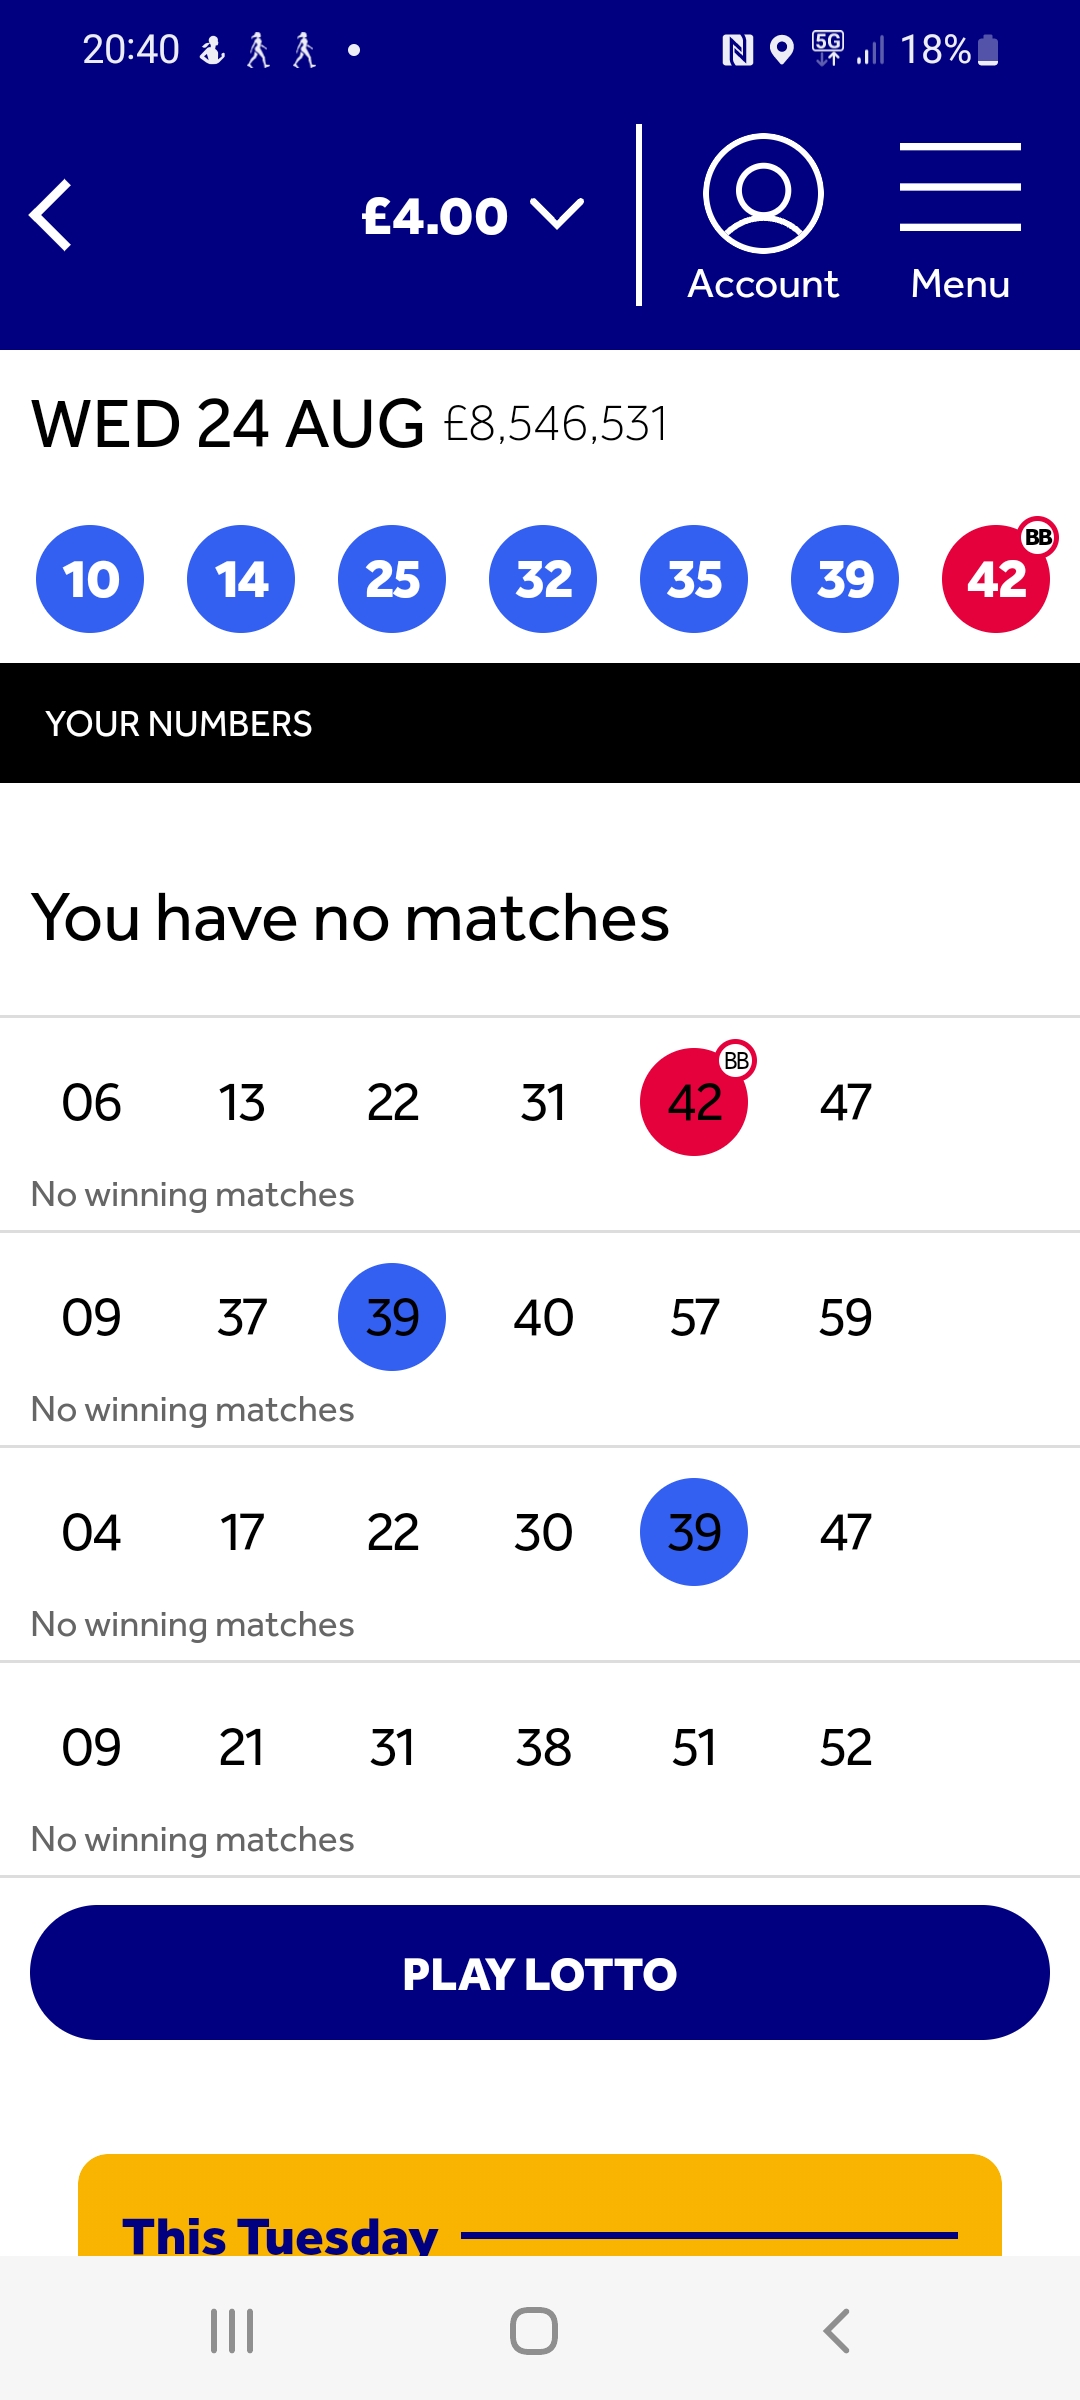 20:40 5G 18%
£4.00
Account Menu
WED 24 AUG £8,546,531
10 14 25 32 35 39 42 BB
YOUR NUMBERS
You have no matches
06 13 22 31 42 BB 47
No winning matches
09 37 39 40 57 59
No winning matches
04 17 22 30 39 47
No winning matches
09 21 31 38 51 52
No winning matches
PLAY LOTTO
This Tuesday